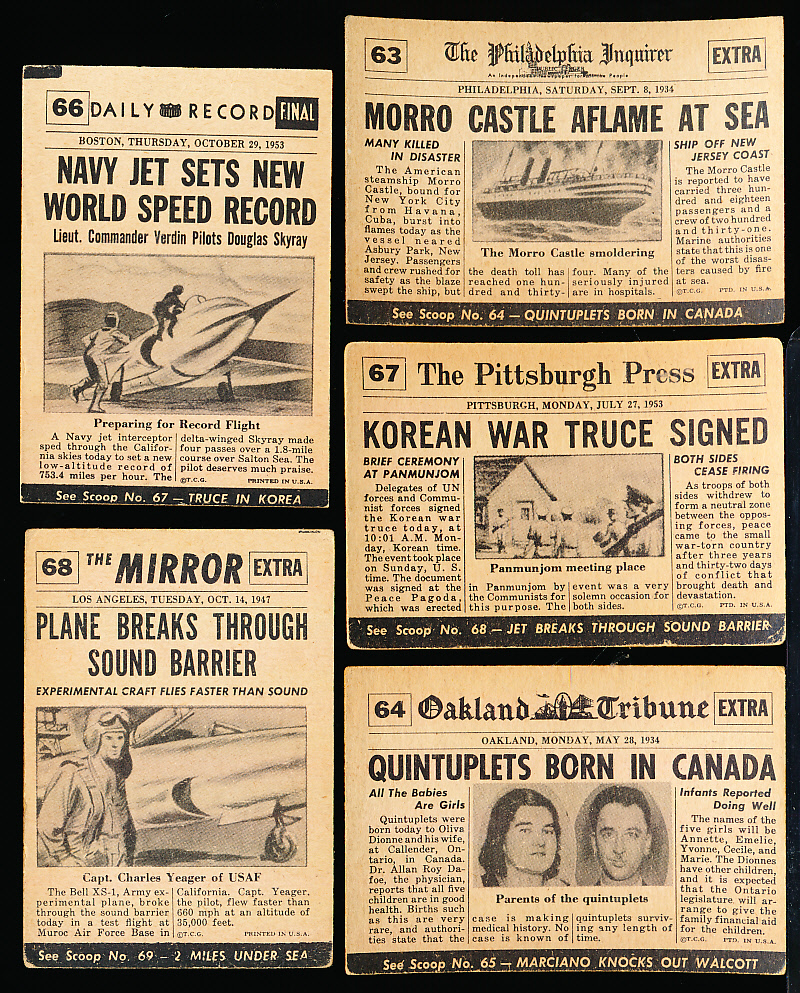 66 DAILY RECORD FINAL
BOSTON, THURSDAY, OCTOBER 29, 1953
NAVY JET SETS NEW
WORLD SPEED RECORD
Lieut. Commander Verdin Pilots Douglas Skyray
Preparing for Record Flight
A Navy jet interceptor
sped through the Califor-
nia skies today to set a new
low-altitude record of
753.4 miles per hour. The
delta-winged Skyray made
four passes over a 1.8-mile
course over Salton Sea. The
pilot deserves much praise.
©T.C.G. PRINTED IN U.S.A.
See Scoop No. 67 — TRUCE IN KOREA
63 The Philadelphia Inquirer EXTRA
An Independent Newspaper for All the People
PHILADELPHIA, SATURDAY, SEPT. 8, 1934
MORRO CASTLE AFLAME AT SEA
MANY KILLED
IN DISASTER
The American
steamship Morro
Castle, bound for
New York City
from Havana,
Cuba, burst into
flames today as the
vessel neared
Asbury Park, New
Jersey. Passengers
and crew rushed for
safety as the blaze
swept the ship, but
The Morro Castle smoldering
the death toll has
reached one hun-
dred and thirty-
four. Many of the
seriously injured
are in hospitals.
SHIP OFF NEW
JERSEY COAST
The Morro Castle
is reported to have
carried three hun-
dred and eighteen
passengers and a
crew of two hundred
and thirty-one.
Marine authorities
state that this is one
of the worst disas-
ters caused by fire
at sea.
©T.C.G. PTD. IN U.S.A.
See Scoop No. 64 — QUINTUPLETS BORN IN CANADA
67 The Pittsburgh Press EXTRA
PITTSBURGH, MONDAY, JULY 27, 1953
KOREAN WAR TRUCE SIGNED
BRIEF CEREMONY
AT PANMUNJOM
Delegates of UN
forces and Commu-
nist forces signed
the Korean war
truce today, at
10:01 A.M. Mon-
day, Korean time.
The event took place
on Sunday, U. S.
time. The document
was signed at the
Peace Pagoda,
which was erected
Panmunjom meeting place
in Panmunjom by
the Communists for
this purpose. The
event was a very
solemn occasion for
both sides.
BOTH SIDES
CEASE FIRING
As troops of both
sides withdrew to
form a neutral zone
between the oppos-
ing forces, peace
came to the small
war-torn country
after three years
and thirty-two days
of conflict that
brought death and
devastation.
©T.C.G. PTD. IN U.S.A.
See Scoop No. 68 — JET BREAKS THROUGH SOUND BARRIER
68 THE MIRROR EXTRA
LOS ANGELES, TUESDAY, OCT. 14, 1947
PLANE BREAKS THROUGH
SOUND BARRIER
EXPERIMENTAL CRAFT FLIES FASTER THAN SOUND
Capt. Charles Yeager of USAF
The Bell XS-1, Army ex-
perimental plane, broke
through the sound barrier
today in a test flight at
Muroc Air Force Base in
California. Capt. Yeager,
the pilot, flew faster than
660 mph at an altitude of
35,000 feet.
©T.C.G. PRINTED IN U.S.A.
See Scoop No. 69 — 2 MILES UNDER SEA
64 Oakland Tribune EXTRA
OAKLAND, MONDAY, MAY 28, 1934
QUINTUPLETS BORN IN CANADA
All The Babies
Are Girls
Quintuplets were
born today to Oliva
Dionne and his wife,
at Callender, On-
tario, in Canada.
Dr. Allan Roy Da-
foe, the physician,
reports that all five
children are in good
health. Births such
as this are very
rare, and authori-
ties state that the
Parents of the quintuplets
case is making
medical history. No
case is known of
quintuplets surviv-
ing any length of
time.
Infants Reported
Doing Well
The names of the
five girls will be
Annette, Emelie,
Yvonne, Cecile, and
Marie. The Dionnes
have other children,
and it is expected
that the Ontario
legislature will ar-
range to give the
family financial aid
for the children.
©T.C.G. PTD. IN U.S.A.
See Scoop No. 65 — MARCIANO KNOCKS OUT WALCOTT